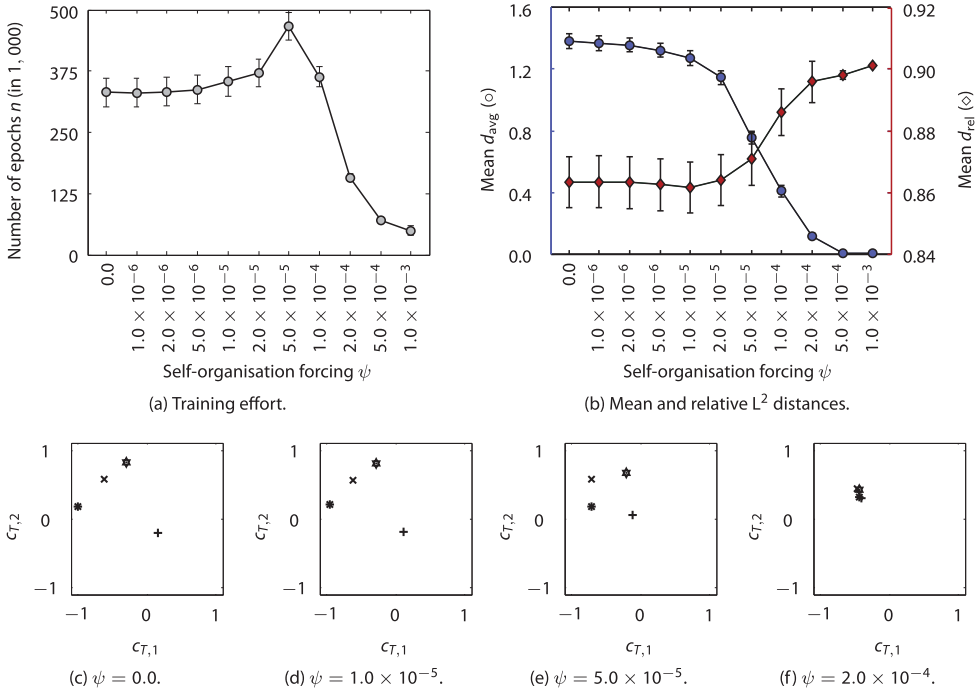 Number of epochs n (in 1, 000)
500
375
250
125
0
0.0
1.0 × 10⁻⁶
2.0 × 10⁻⁶
5.0 × 10⁻⁶
1.0 × 10⁻⁵
2.0 × 10⁻⁵
5.0 × 10⁻⁵
1.0 × 10⁻⁴
2.0 × 10⁻⁴
5.0 × 10⁻⁴
1.0 × 10⁻³
Self-organisation forcing ψ
(a) Training effort.
Mean d_avg (○)
1.6
1.2
0.8
0.4
0.0
0.92
0.90
0.88
0.86
0.84
Mean d_rel (◇)
0.0
1.0 × 10⁻⁶
2.0 × 10⁻⁶
5.0 × 10⁻⁶
1.0 × 10⁻⁵
2.0 × 10⁻⁵
5.0 × 10⁻⁵
1.0 × 10⁻⁴
2.0 × 10⁻⁴
5.0 × 10⁻⁴
1.0 × 10⁻³
Self-organisation forcing ψ
(b) Mean and relative L² distances.
c_T,2
1
0
−1
−1 0 1
c_T,1
(c) ψ = 0.0.
c_T,2
1
0
−1
−1 0 1
c_T,1
(d) ψ = 1.0 × 10⁻⁵.
c_T,2
1
0
−1
−1 0 1
c_T,1
(e) ψ = 5.0 × 10⁻⁵.
c_T,2
1
0
−1
−1 0 1
c_T,1
(f) ψ = 2.0 × 10⁻⁴.